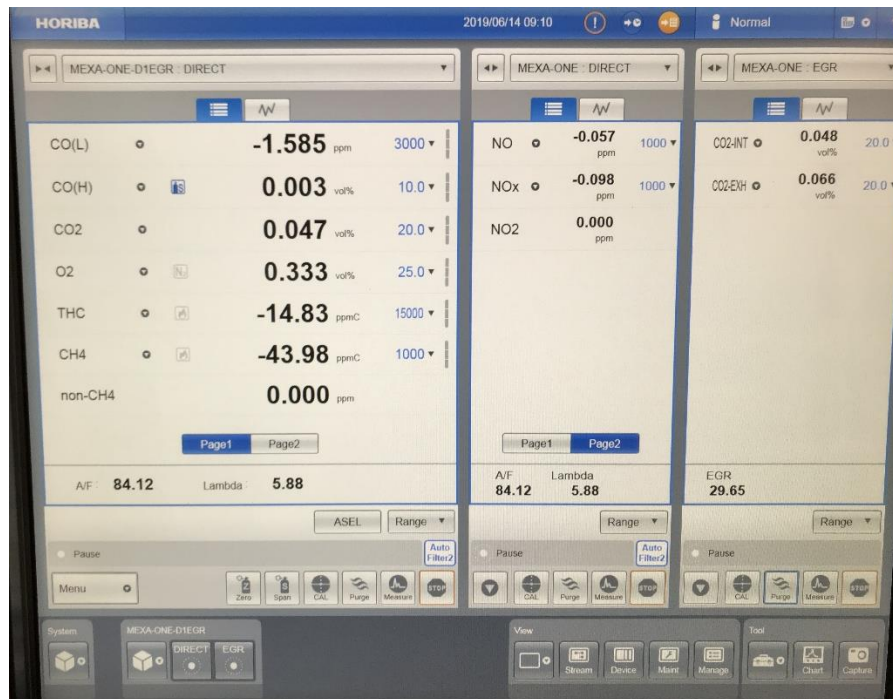 HORIBA 2019/06/14 09:10 Normal
MEXA-ONE-D1EGR : DIRECT
CO(L) -1.585 ppm 3000
CO(H) S 0.003 vol% 10.0
CO2 0.047 vol% 20.0
O2 N2 0.333 vol% 25.0
THC -14.83 ppmC 15000
CH4 -43.98 ppmC 1000
non-CH4 0.000 ppm
Page1 Page2
A/F : 84.12 Lambda : 5.88
ASEL Range
Pause Auto
Filter2
Menu Zero Span CAL Purge Measure STOP
MEXA-ONE : DIRECT
NO -0.057 ppm 1000
NOx -0.098 ppm 1000
NO2 0.000 ppm
Page1 Page2
A/F Lambda
84.12 5.88
Range
Pause Auto
Filter2
CAL Purge Measure STOP
MEXA-ONE : EGR
CO2-INT 0.048 vol% 20.0
CO2-EXH 0.066 vol% 20.0
EGR
29.65
Range
Pause
CAL Purge Measure STOP
System
MEXA-ONE-D1EGR
DIRECT EGR
View
Stream Device Maint Manage
Tool
Chart Capture